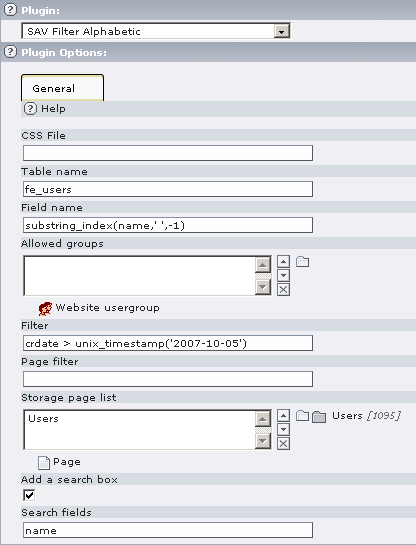 Plugin:
SAV Filter Alphabetic
Plugin Options:
General
Help
CSS File
Table name
fe_users
Field name
substring_index(name,' ',-1)
Allowed groups
Website usergroup
Filter
crdate > unix_timestamp('2007-10-05')
Page filter
Storage page list
Users
Users [1095]
Page
Add a search box
Search fields
name